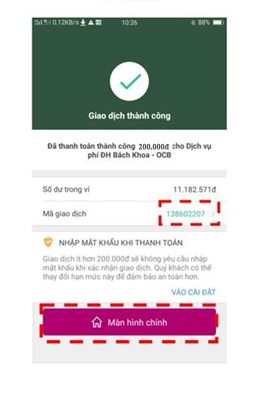 0.12KB/s 10:26 88%
Giao dịch thành công
Đã thanh toán thành công 200.000đ cho Dịch vụ
phí ĐH Bách Khoa - OCB
Số dư trong ví 11.182.571đ
Mã giao dịch 138602207 >
NHẬP MẬT KHẨU KHI THANH TOÁN
Giao dịch ít hơn 200.000đ sẽ không yêu cầu nhập
mật khẩu khi xác nhận giao dịch. Quý khách có thể
thay đổi hạn mức này để đảm bảo an toàn hơn.
VÀO CÀI ĐẶT
Màn hình chính